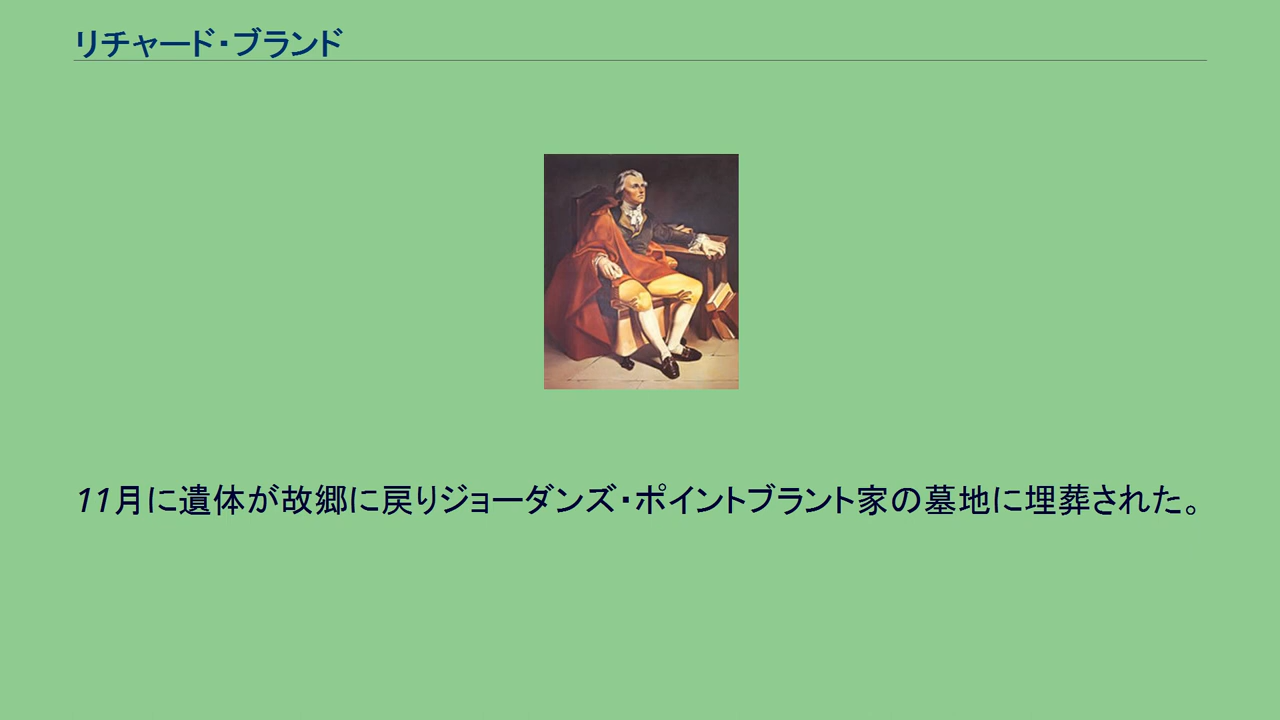 リチャード・ブランド
11月に遺体が故郷に戻りジョーダンズ・ポイントブラント家の墓地に埋葬された。